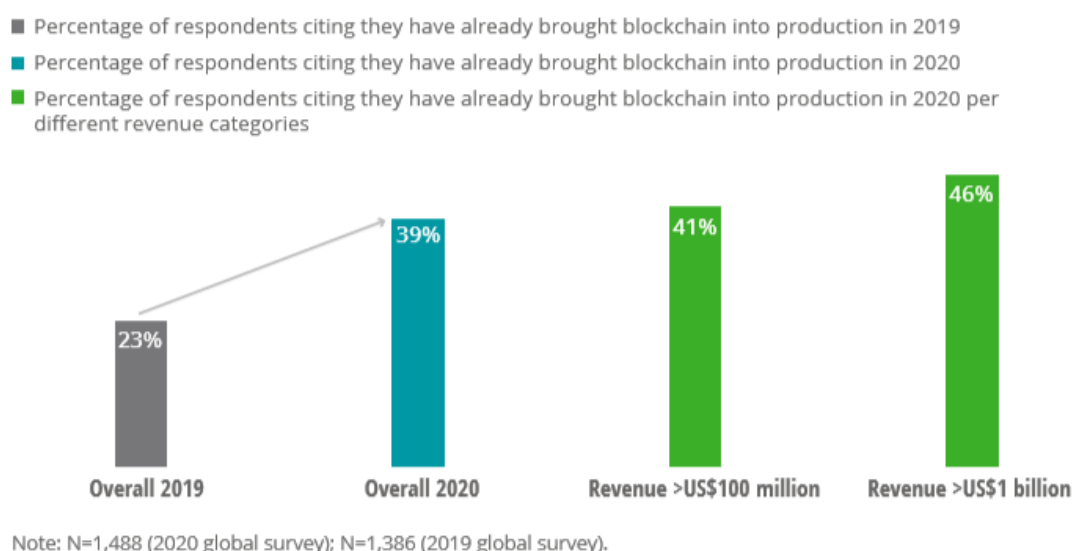 Percentage of respondents citing they have already brought blockchain into production in 2019
Percentage of respondents citing they have already brought blockchain into production in 2020
Percentage of respondents citing they have already brought blockchain into production in 2020 per
different revenue categories
23%
39%
41%
46%
Overall 2019
Overall 2020
Revenue >US$100 million
Revenue >US$1 billion
Note: N=1,488 (2020 global survey); N=1,386 (2019 global survey).